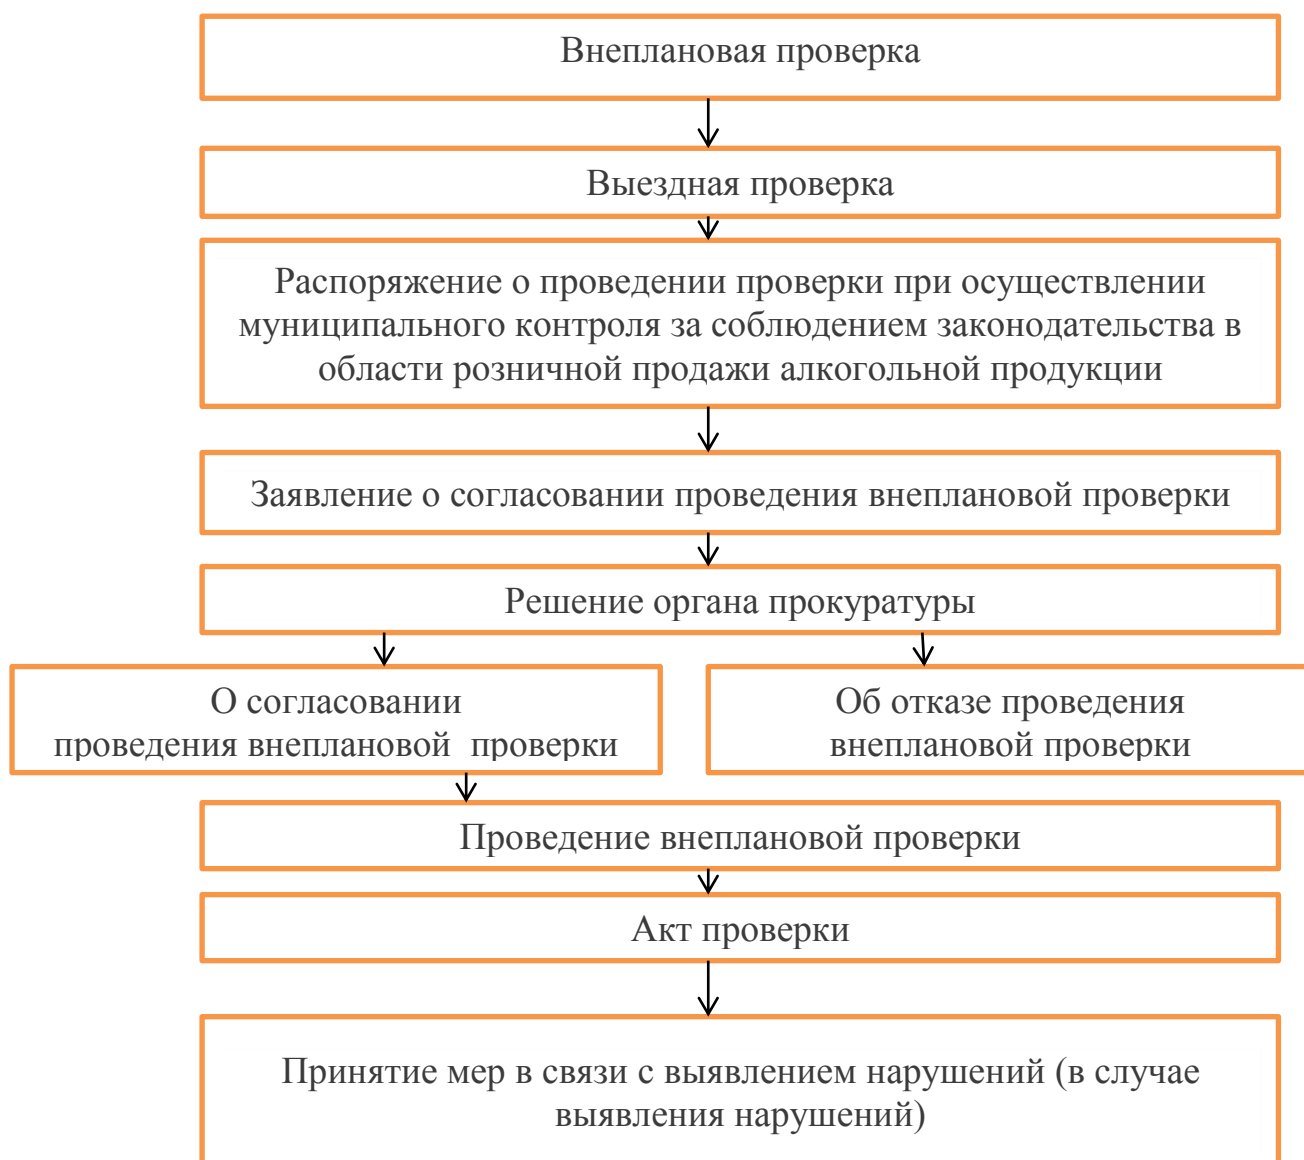 Внеплановая проверка
Выездная проверка
Распоряжение о проведении проверки при осуществлении
муниципального контроля за соблюдением законодательства в
области розничной продажи алкогольной продукции
Заявление о согласовании проведения внеплановой проверки
Решение органа прокуратуры
О согласовании
проведения внеплановой  проверки
Об отказе проведения
внеплановой проверки
Проведение внеплановой проверки
Акт проверки
Принятие мер в связи с выявлением нарушений (в случае
выявления нарушений)